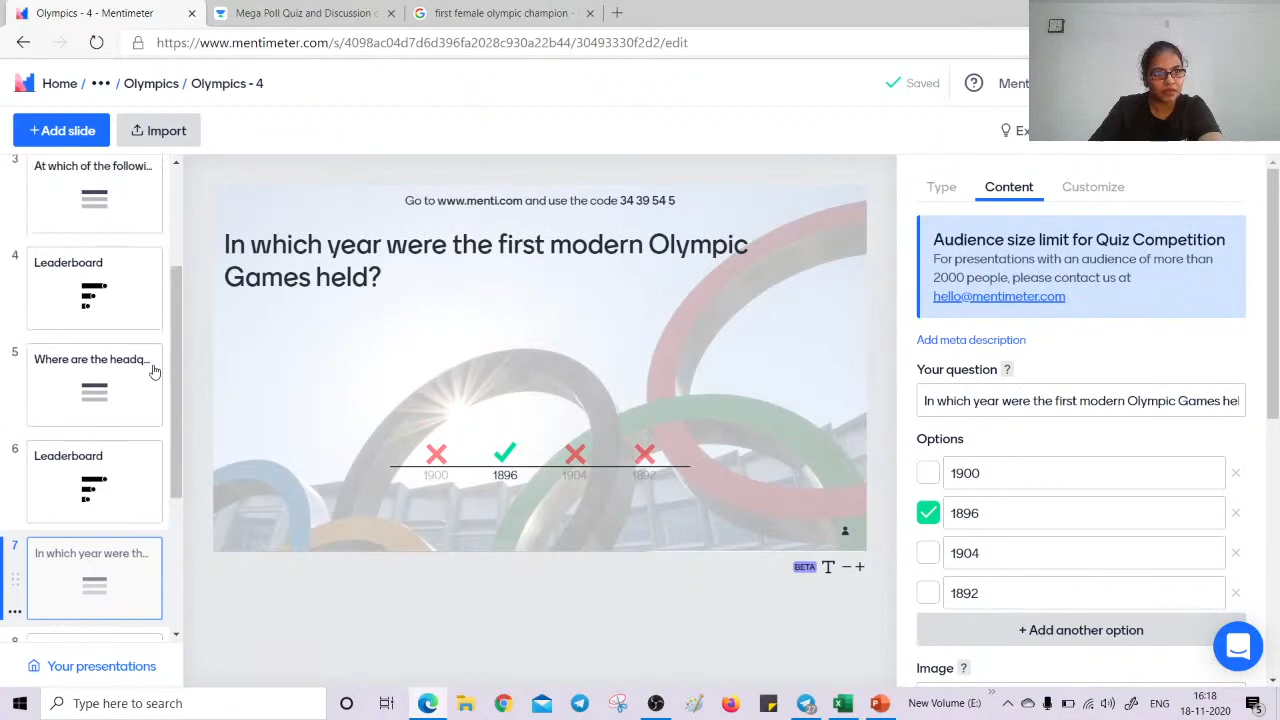 Olympics - 4 - Mentimeter
Mega Poll Quiz and Discussion
first female olympic champion -
https://www.mentimeter.com/s/4098ac04d7d6d396fa2028c930a22b44/30493330f2d2/edit
Home / ••• / Olympics / Olympics - 4
Saved
Ment
+ Add slide
Import
Ex
3
At which of the followi...
4
Leaderboard
5
Where are the headq...
6
Leaderboard
7
In which year were th...
8
Your presentations
Go to www.menti.com and use the code 34 39 54 5
In which year were the first modern Olympic
Games held?
1900 1896 1904 1892
BETA T − +
Type Content Customize
Audience size limit for Quiz Competition
For presentations with an audience of more than
2000 people, please contact us at
hello@mentimeter.com
Add meta description
Your question ?
In which year were the first modern Olympic Games hel
Options
1900
1896
1904
1892
+ Add another option
Image ?
Type here to search
New Volume (E:)
ENG
16:18
18-11-2020
5